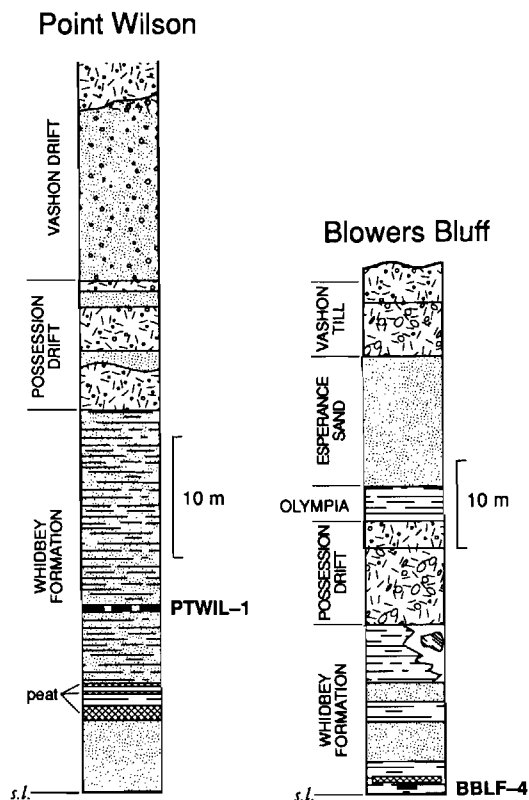 Point Wilson
VASHON DRIFT
POSSESSION
DRIFT
WHIDBEY
FORMATION
10 m
PTWIL-1
peat
s.l.
Blowers Bluff
VASHON
TILL
ESPERANCE
SAND
OLYMPIA
POSSESSION
DRIFT
WHIDBEY
FORMATION
10 m
BBLF-4
s.l.